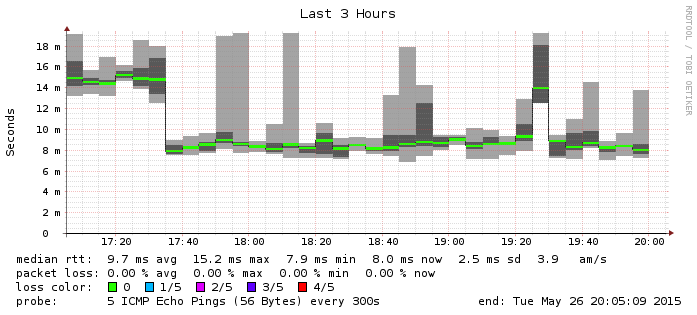 Last 3 Hours
RRDTOOL / TOBI OETIKER
Seconds
18 m
16 m
14 m
12 m
10 m
8 m
6 m
4 m
2 m
0
17:20 17:40 18:00 18:20 18:40 19:00 19:20 19:40 20:00
median rtt: 9.7 ms avg 15.2 ms max 7.9 ms min 8.0 ms now 2.5 ms sd 3.9 am/s
packet loss: 0.00 % avg 0.00 % max 0.00 % min 0.00 % now
loss color: 0 1/5 2/5 3/5 4/5
probe: 5 ICMP Echo Pings (56 Bytes) every 300s end: Tue May 26 20:05:09 2015